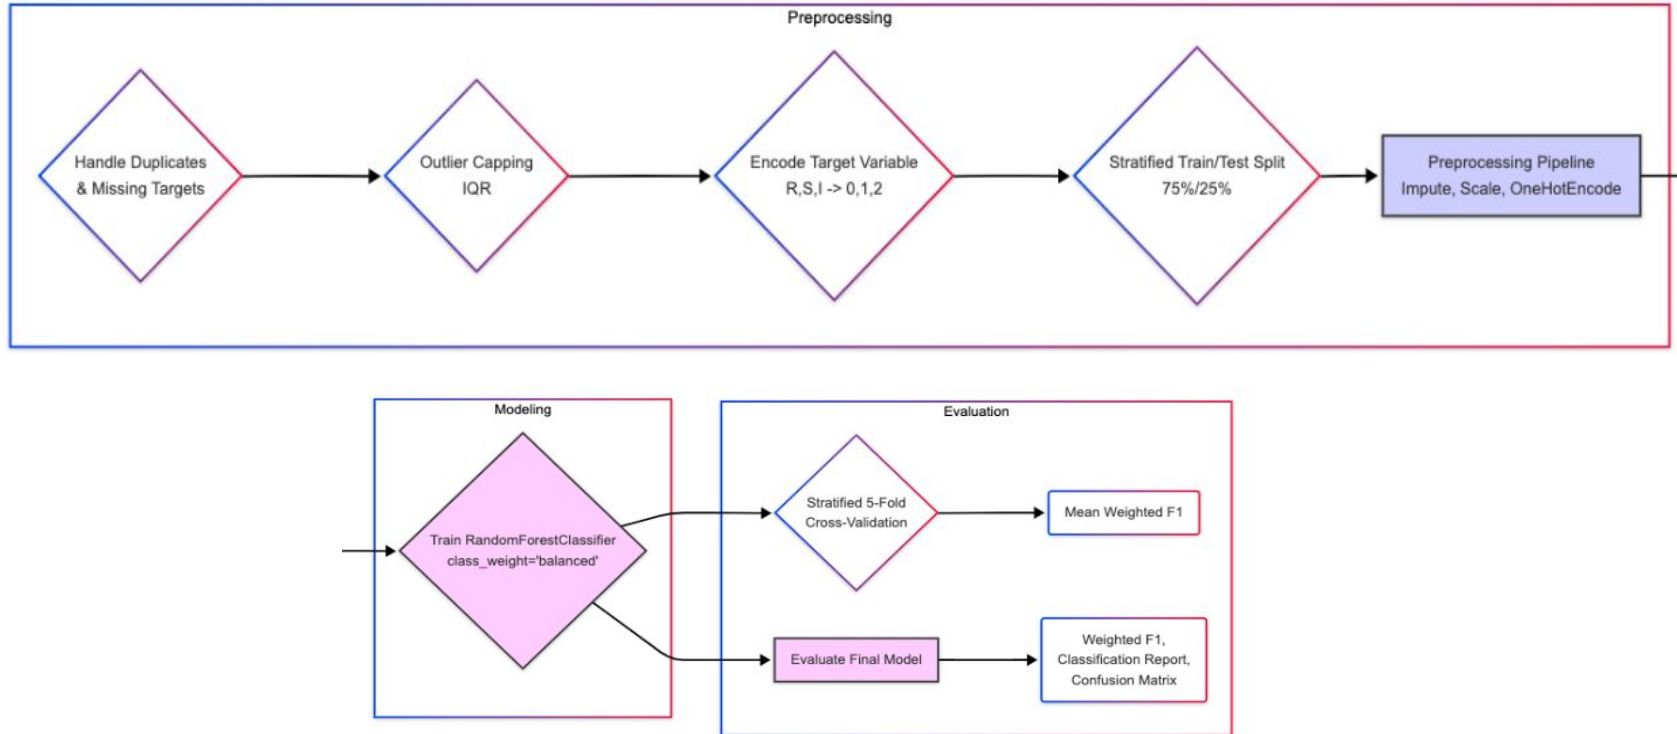 Preprocessing
Handle Duplicates
& Missing Targets
Outlier Capping
IQR
Encode Target Variable
R,S,I -> 0,1,2
Stratified Train/Test Split
75%/25%
Preprocessing Pipeline
Impute, Scale, OneHotEncode
Modeling
Train RandomForestClassifier
class_weight='balanced'
Evaluation
Stratified 5-Fold
Cross-Validation
Mean Weighted F1
Evaluate Final Model
Weighted F1,
Classification Report,
Confusion Matrix